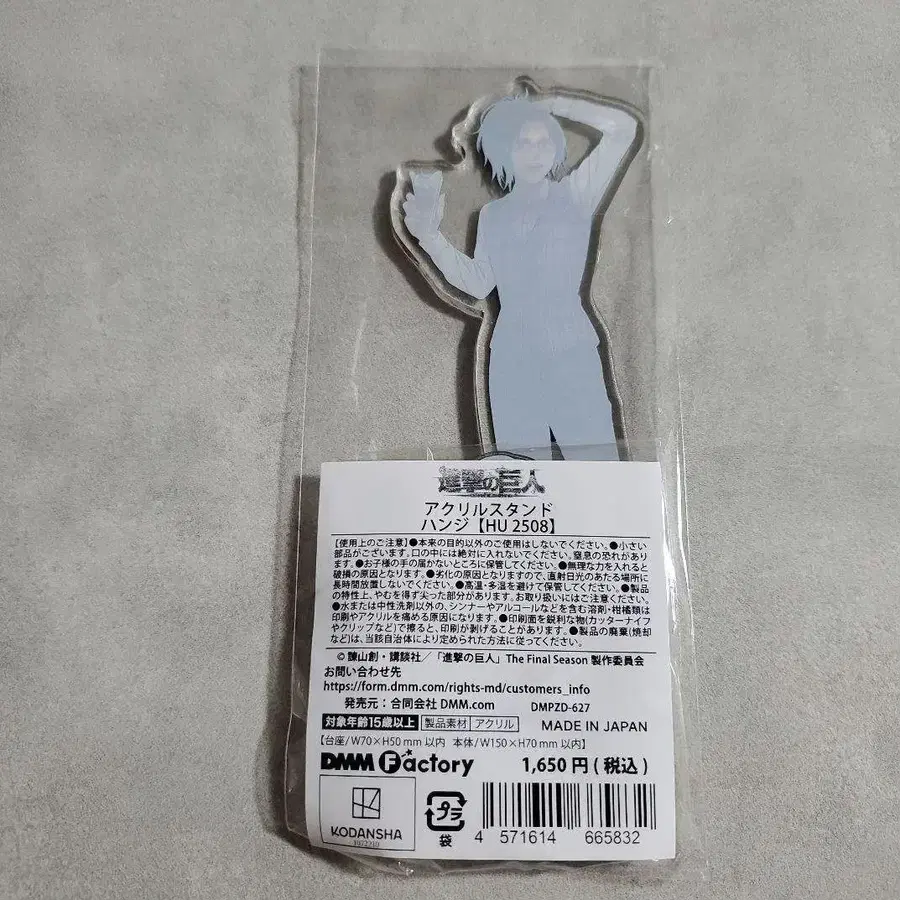 進撃の巨人
アクリルスタンド
ハンジ【HU 2508】
【使用上のご注意】●本来の目的以外のご使用はしないでください。●小さい
部品がございます。口の中には絶対に入れないでください。窒息の恐れがあり
ます。●お子様の手の届かないところに保管してください。●無理な力を入れると
破損の原因となります。●劣化の原因となりますので、直射日光のあたる場所に
長時間放置しないでください。●高温・多湿を避けて保管してください。●製品
の特性上、やむを得ず尖った部分があります。お取り扱いにはご注意ください。
●水または中性洗剤以外の、シンナーやアルコールなどを含む溶剤・柑橘類は
印刷やアクリルを痛める原因になります。●印刷面を鋭利な物(カッターナイフ
やクリップなど)で擦ると、印刷が剥げることがあります。●製品の廃棄(焼却
など)は、当該自治体により定められた方法に従ってください。
© 諫山創・講談社／「進撃の巨人」The Final Season 製作委員会
お問い合わせ先
https://form.dmm.com/rights-md/customers_info
発売元：合同会社 DMM.com DMPZD-627
対象年齢15歳以上 製品素材 アクリル MADE IN JAPAN
【台座/W70×H50mm以内 本体/W150×H70mm以内】
DMM Factory 1,650円(税込)
KODANSHA
プラ
袋
4 571614 665832